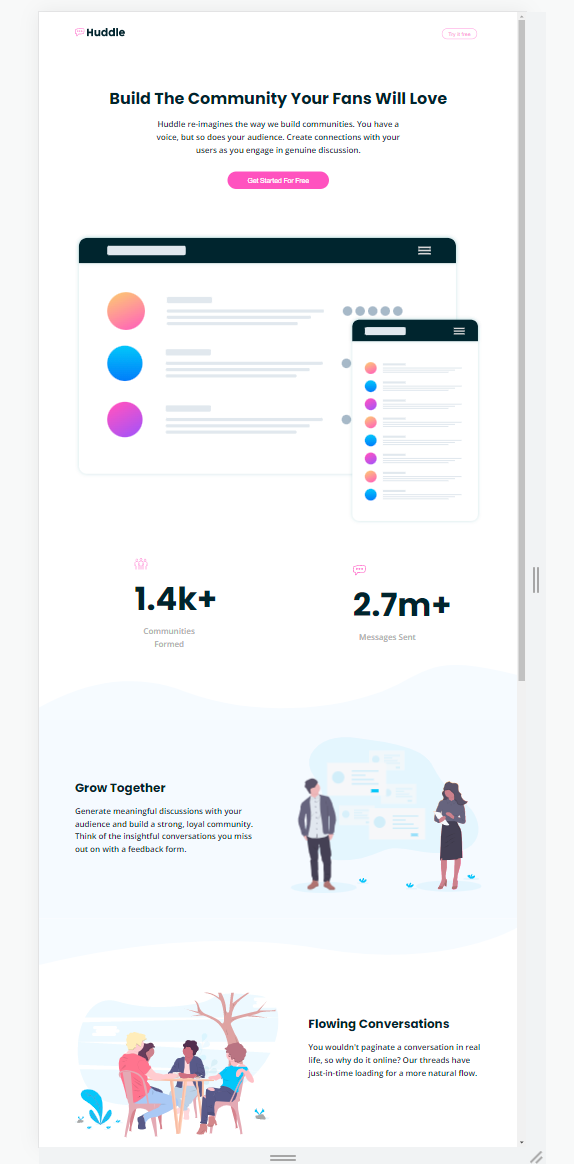 Huddle
Try it free
Build The Community Your Fans Will Love
Huddle re-imagines the way we build communities. You have a
voice, but so does your audience. Create connections with your
users as you engage in genuine discussion.
Get Started For Free
1.4k+
Communities
Formed
2.7m+
Messages Sent
Grow Together
Generate meaningful discussions with your
audience and build a strong, loyal community.
Think of the insightful conversations you miss
out on with a feedback form.
Flowing Conversations
You wouldn't paginate a conversation in real
life, so why do it online? Our threads have
just-in-time loading for a more natural flow.